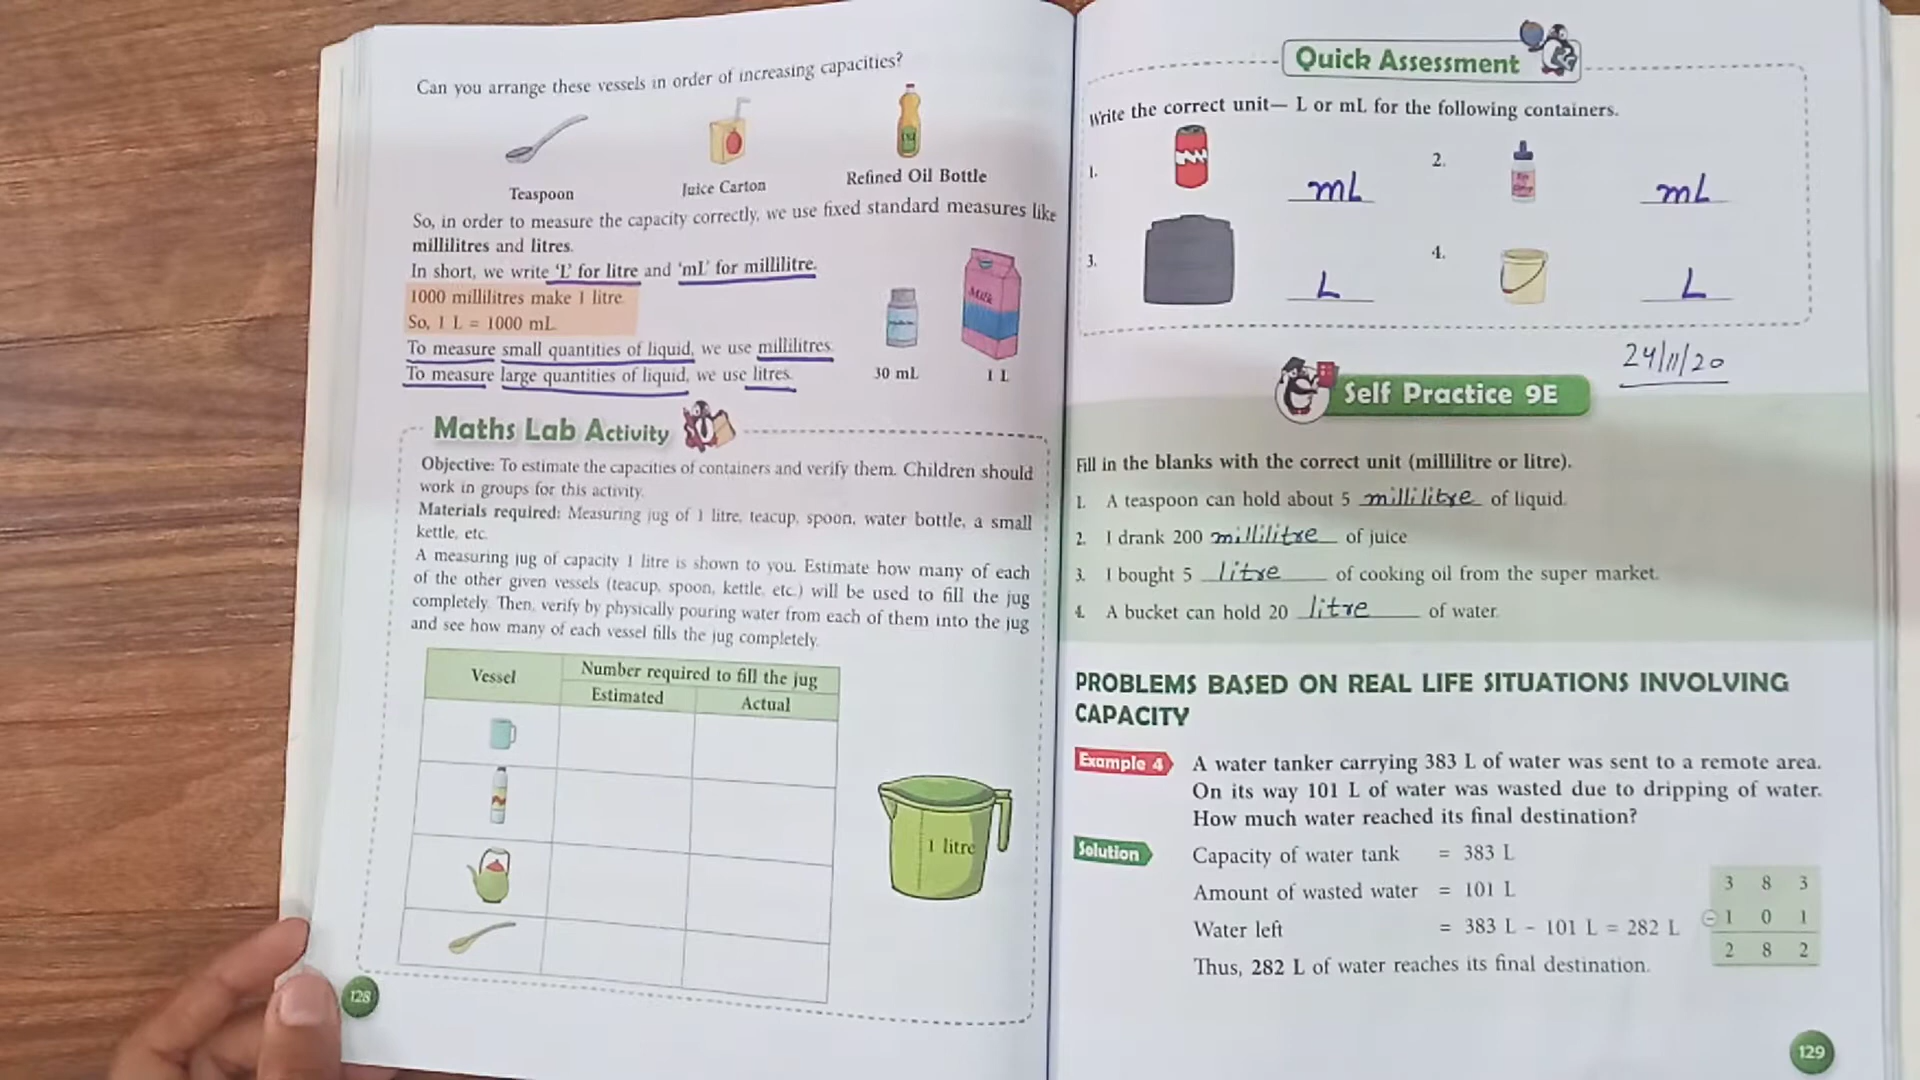 Can you arrange these vessels in order of increasing capacities?
Teaspoon
Juice Carton
Refined Oil Bottle
So, in order to measure the capacity correctly, we use fixed standard measures like
millilitres and litres.
In short, we write 'L' for litre and 'mL' for millilitre.
1000 millilitres make 1 litre.
So, 1 L = 1000 mL
To measure small quantities of liquid, we use millilitres.
To measure large quantities of liquid, we use litres.
Milk
30 mL
1 L
Maths Lab Activity
Objective: To estimate the capacities of containers and verify them. Children should
work in groups for this activity.
Materials required: Measuring jug of 1 litre, teacup, spoon, water bottle, a small
kettle, etc.
A measuring jug of capacity 1 litre is shown to you. Estimate how many of each
of the other given vessels (teacup, spoon, kettle, etc.) will be used to fill the jug
completely. Then, verify by physically pouring water from each of them into the jug
and see how many of each vessel fills the jug completely.
Vessel
Number required to fill the jug
Estimated
Actual
1 litre
128
Quick Assessment
Write the correct unit— L or mL for the following containers.
1.
mL
2.
mL
3.
L
4.
L
24/11/20
Self Practice 9E
Fill in the blanks with the correct unit (millilitre or litre).
1. A teaspoon can hold about 5 millilitre of liquid.
2. I drank 200 millilitre of juice
3. I bought 5 litre of cooking oil from the super market.
4. A bucket can hold 20 litre of water.
PROBLEMS BASED ON REAL LIFE SITUATIONS INVOLVING
CAPACITY
Example 4
A water tanker carrying 383 L of water was sent to a remote area.
On its way 101 L of water was wasted due to dripping of water.
How much water reached its final destination?
Solution
Capacity of water tank = 383 L
Amount of wasted water = 101 L
Water left = 383 L - 101 L = 282 L
Thus, 282 L of water reaches its final destination.
3 8 3
- 1 0 1
2 8 2
129